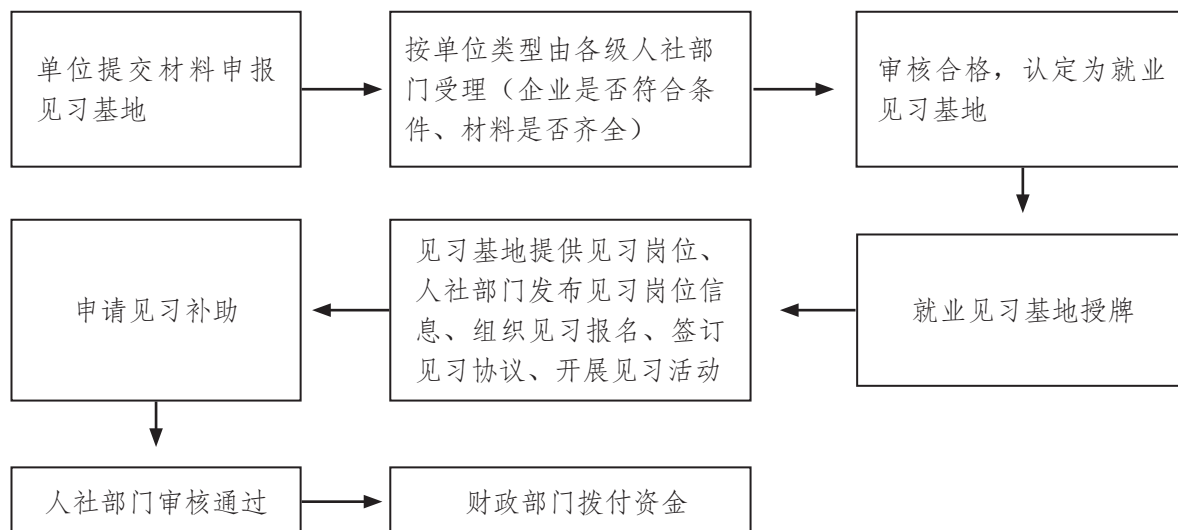 单位提交材料申报
见习基地
按单位类型由各级人社部
门受理（企业是否符合条
件、材料是否齐全）
审核合格，认定为就业
见习基地
就业见习基地授牌
见习基地提供见习岗位、
人社部门发布见习岗位信
息、组织见习报名、签订
见习协议、开展见习活动
申请见习补助
人社部门审核通过
财政部门拨付资金